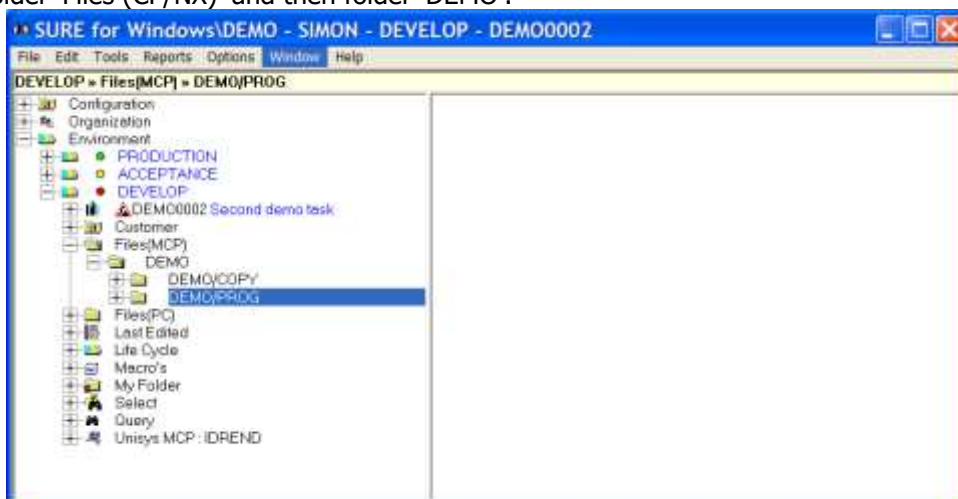 older 'Files (CP/NX)' and then folder 'DEMO'.
SURE for Windows\DEMO - SIMON - DEVELOP - DEMO0002
File Edit Tools Reports Options Window Help
DEVELOP » Files(MCP) » DEMO/PROG
Configuration
Organization
Environment
PRODUCTION
ACCEPTANCE
DEVELOP
DEMO0002 Second demo task
Customer
Files(MCP)
DEMO
DEMO/COPY
DEMO/PROG
Files(PC)
Last Edited
Life Cycle
Macro's
My Folder
Select
Query
Unisys MCP : IDREND